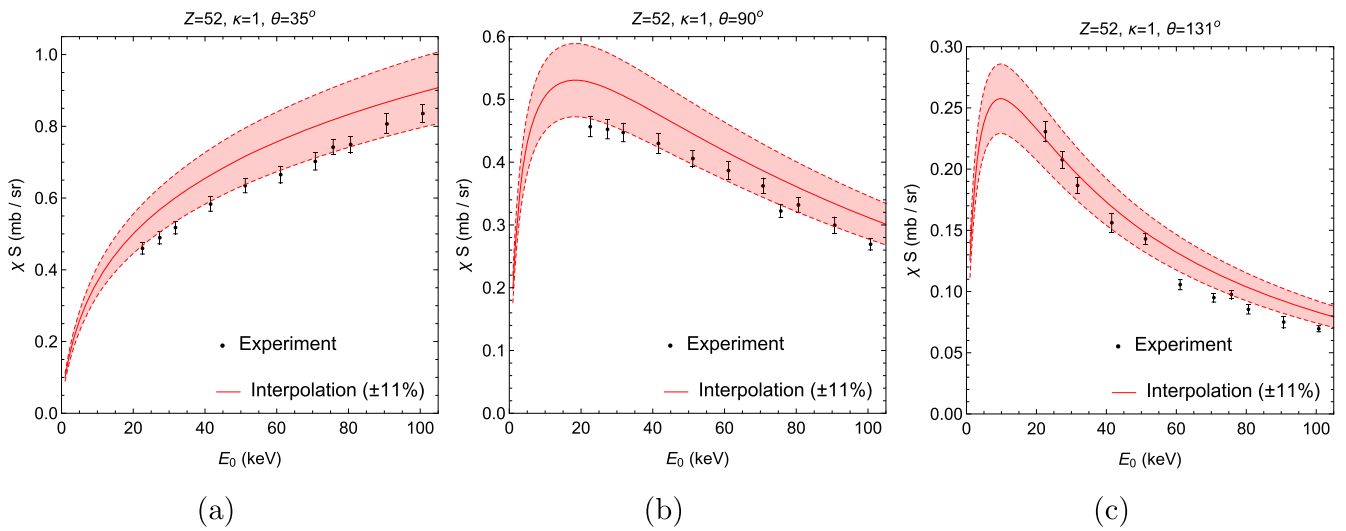 Z=52, κ=1, θ=35°
1.0
0.8
0.6
0.4
0.2
0.0
χ S (mb / sr)
Experiment
Interpolation (±11%)
0 20 40 60 80 100
E₀ (keV)
(a)
Z=52, κ=1, θ=90°
0.6
0.5
0.4
0.3
0.2
0.1
0.0
χ S (mb / sr)
Experiment
Interpolation (±11%)
0 20 40 60 80 100
E₀ (keV)
(b)
Z=52, κ=1, θ=131°
0.30
0.25
0.20
0.15
0.10
0.05
0.00
χ S (mb / sr)
Experiment
Interpolation (±11%)
0 20 40 60 80 100
E₀ (keV)
(c)